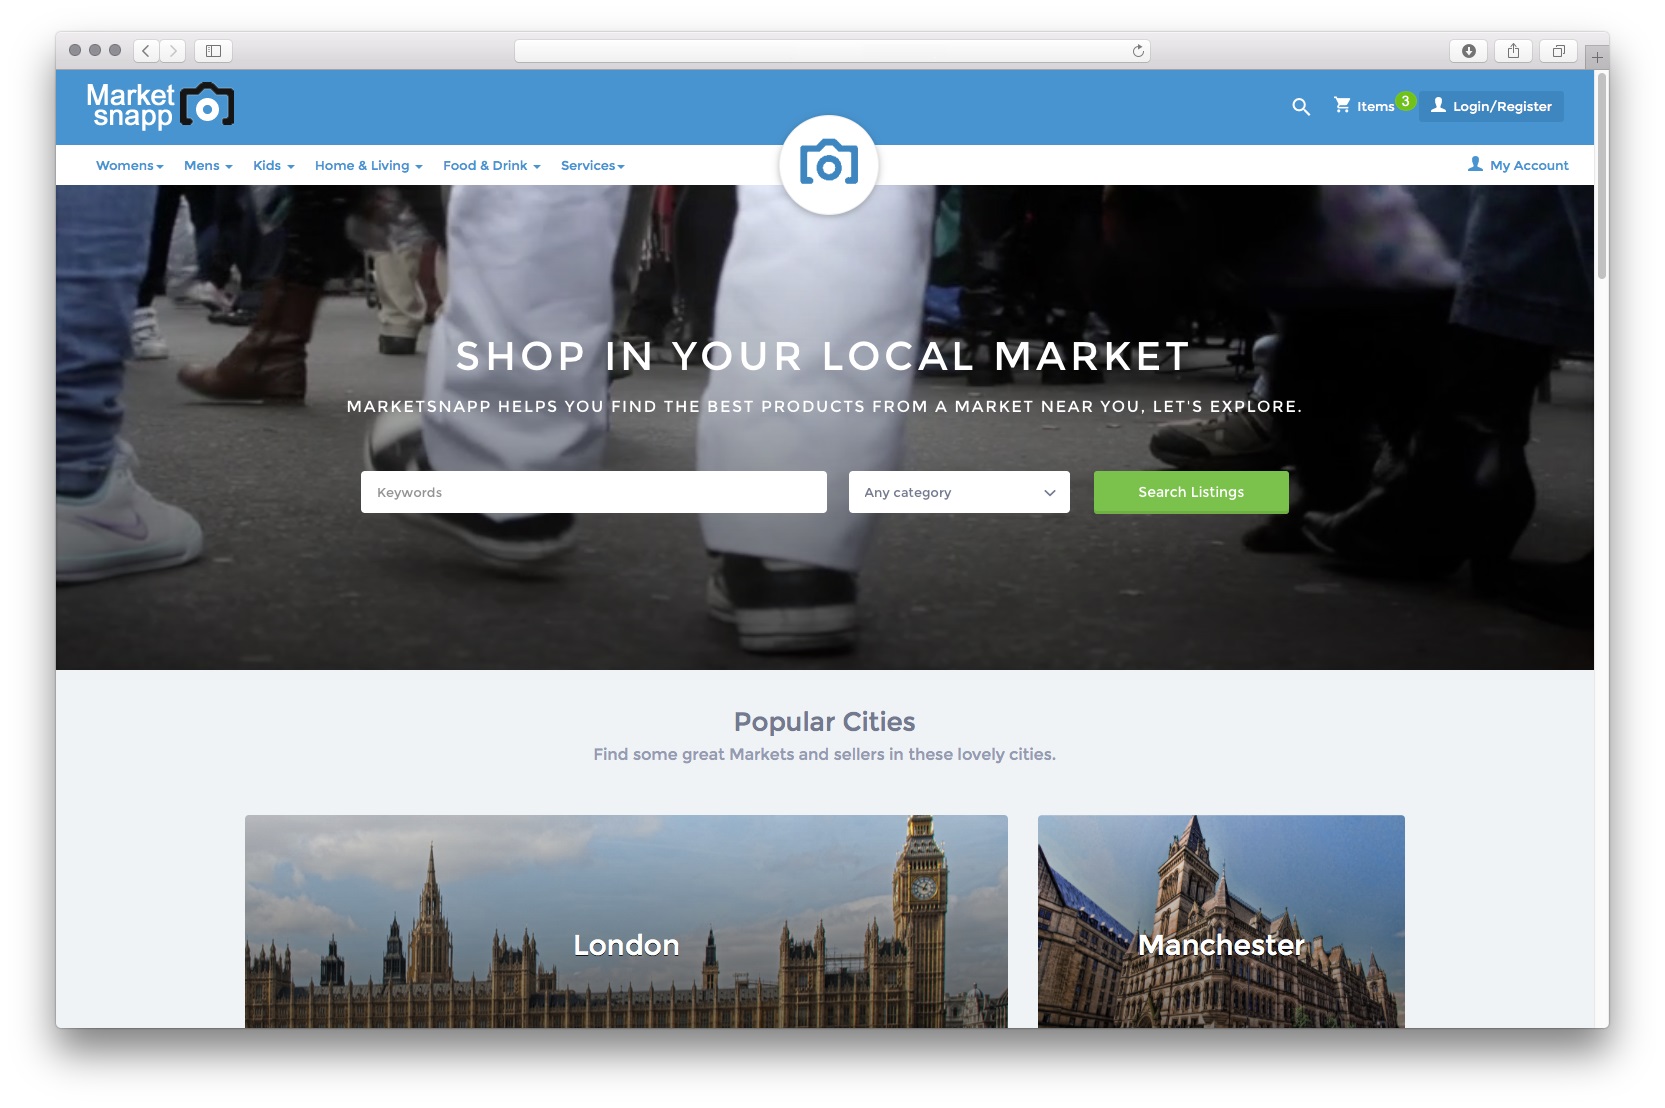 Market
snapp
Items 3
Login/Register
Womens
Mens
Kids
Home & Living
Food & Drink
Services
My Account
SHOP IN YOUR LOCAL MARKET
MARKETSNAPP HELPS YOU FIND THE BEST PRODUCTS FROM A MARKET NEAR YOU, LET'S EXPLORE.
Keywords
Any category
Search Listings
Popular Cities
Find some great Markets and sellers in these lovely cities.
London
Manchester